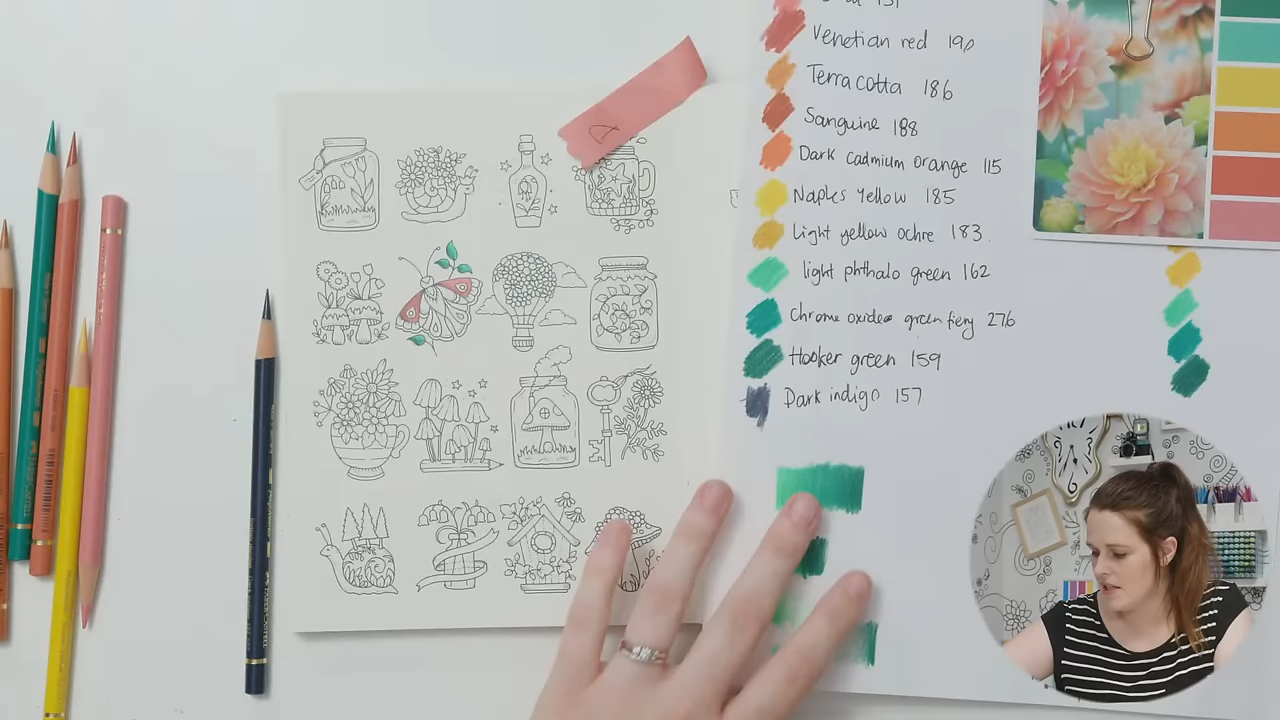 Venetian red 190
Terracotta 186
Sanguine 188
Dark cadmium orange 115
Naples Yellow 185
light yellow ochre 183.
light phthalo green 162
Chrome oxide green fiery 276
Hooker green 159
Dark indigo 157